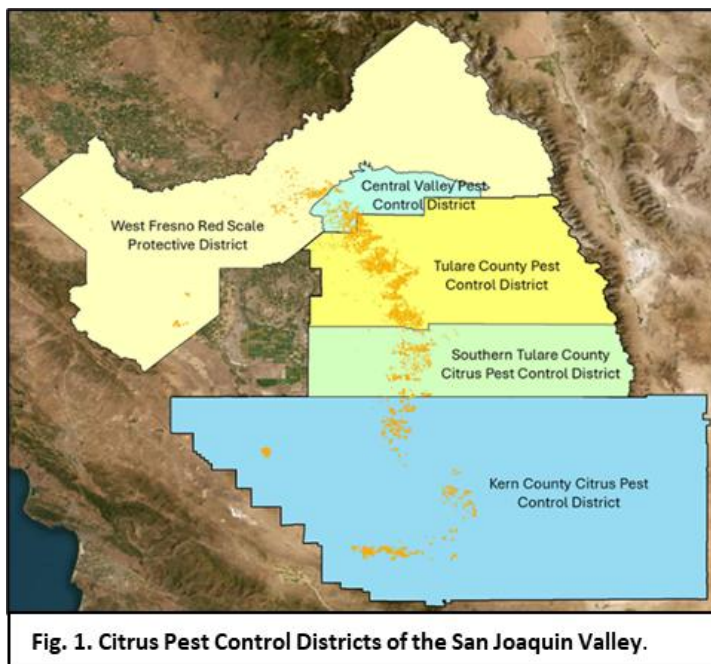 Central Valley Pest
Control District
West Fresno Red Scale
Protective District
Tulare County Pest
Control District
Southern Tulare County
Citrus Pest Control District
Kern County Citrus Pest
Control District
Fig. 1. Citrus Pest Control Districts of the San Joaquin Valley.